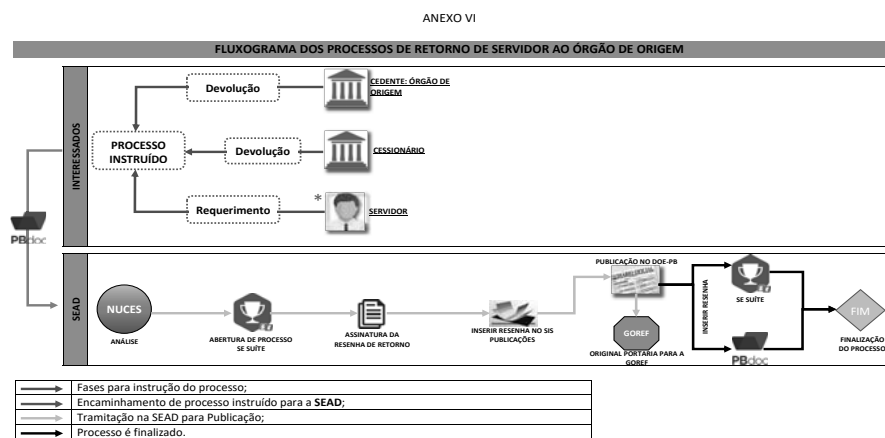 ANEXO VI
FLUXOGRAMA DOS PROCESSOS DE RETORNO DE SERVIDOR AO ÓRGÃO DE ORIGEM
INTERESSADOS
Devolução
CEDENTE: ÓRGÃO DE
ORIGEM
PROCESSO
INSTRUÍDO
Devolução
CESSIONÁRIO
Requerimento
*
SERVIDOR
PBdoc
SEAD
NUCES
ANÁLISE
ABERTURA DE PROCESSO
SE SUÍTE
ASSINATURA DA
RESENHA DE RETORNO
INSERIR RESENHA NO SIS
PUBLICAÇÕES
PUBLICAÇÃO NO DOE-PB
GOREF
ORIGINAL PORTARIA PARA A
GOREF
INSERIR RESENHA
SE SUÍTE
PBdoc
FIM
FINALIZAÇÃO
DO PROCESSO
Fases para instrução do processo;
Encaminhamento de processo instruído para a SEAD;
Tramitação na SEAD para Publicação;
Processo é finalizado.